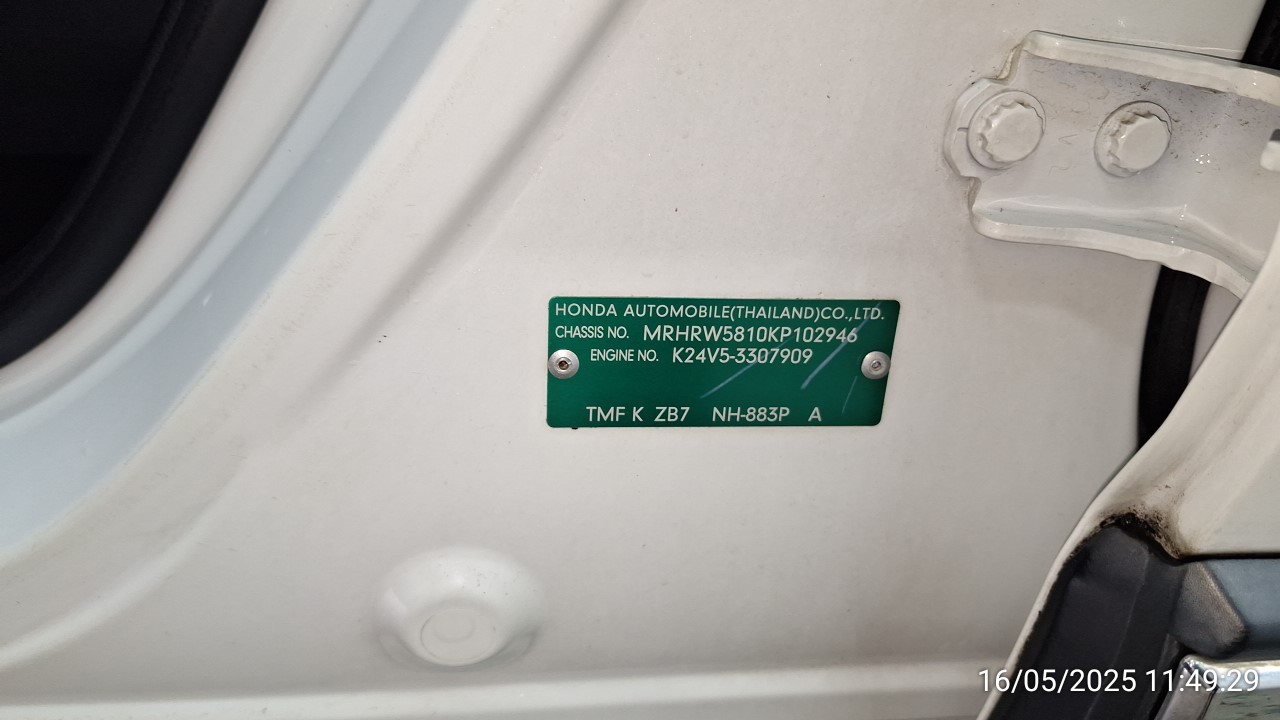 HONDA AUTOMOBILE(THAILAND)CO.,LTD.
CHASSIS NO. MRHRW5810KP102946
ENGINE NO. K24V5-3307909
TMF K ZB7 NH-883P A
16/05/2025 11:49:29